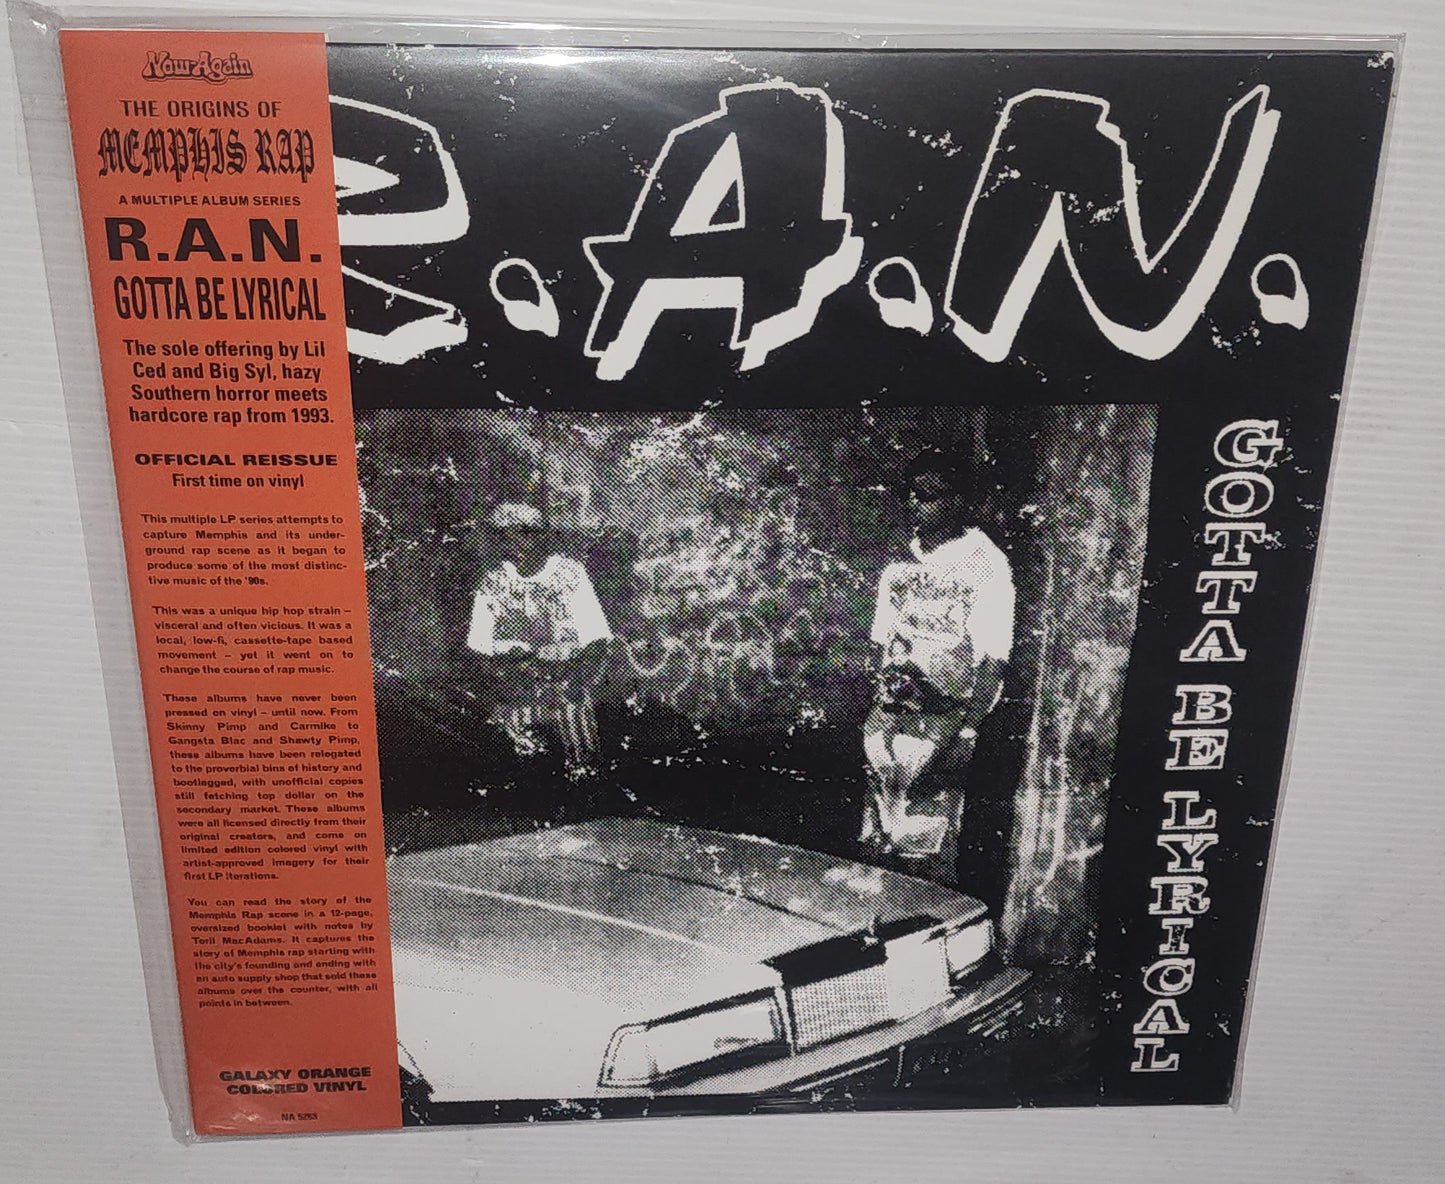 Now-Again
THE ORIGINS OF
MEMPHIS RAP
A MULTIPLE ALBUM SERIES
R.A.N.
GOTTA BE LYRICAL
The sole offering by Lil
Ced and Big Syl, hazy
Southern horror meets
hardcore rap from 1993.
OFFICIAL REISSUE
First time on vinyl
This multiple LP series attempts to
capture Memphis and its under-
ground rap scene as it began to
produce some of the most distinc-
tive music of the '90s.
This was a unique hip hop strain –
visceral and often vicious. It was a
local, low-fi, cassette-tape based
movement – yet it went on to
change the course of rap music.
These albums have never been
pressed on vinyl – until now. From
Skinny Pimp and Carmike to
Gangsta Blac and Shawty Pimp,
these albums have been relegated
to the proverbial bins of history and
bootlegged, with unofficial copies
still fetching top dollar on the
secondary market. These albums
were all licensed directly from their
original creators, and come on
limited edition colored vinyl with
artist-approved imagery for their
first LP iterations.
You can read the story of the
Memphis Rap scene in a 12-page,
oversized booklet with notes by
Torii MacAdams. It captures the
story of Memphis rap starting with
the city's founding and ending with
an auto supply shop that sold these
albums over the counter, with all
points in between.
GALAXY ORANGE
COLORED VINYL
NA 5263
R.A.N.
GOTTA BE LYRICAL